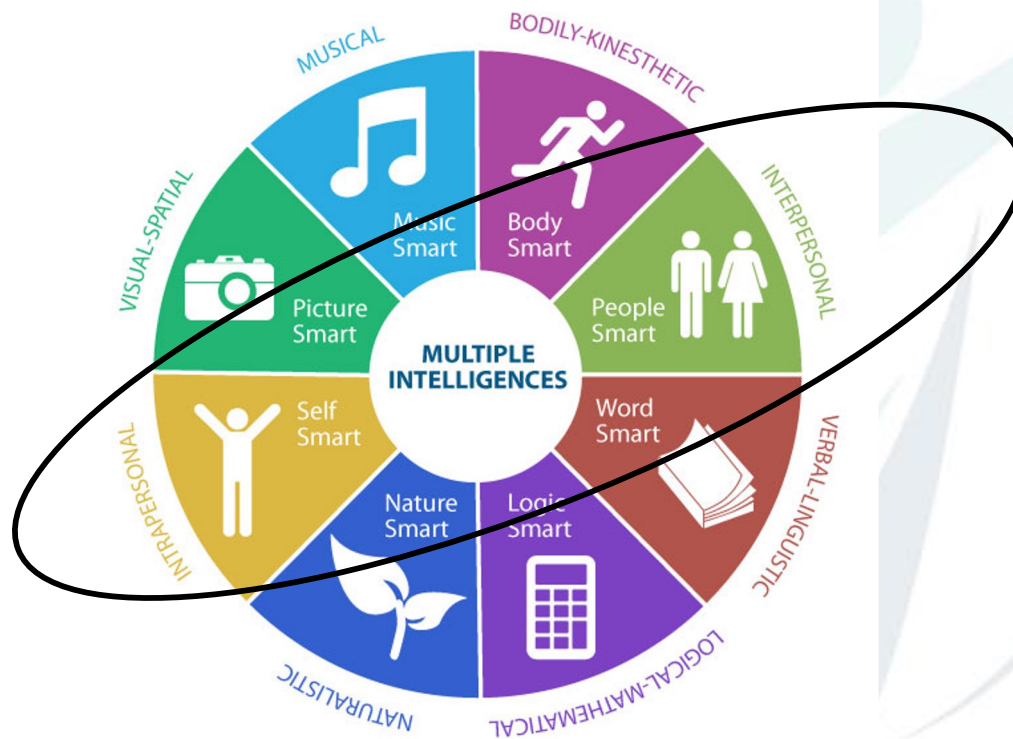 MUSICAL
BODILY-KINESTHETIC
VISUAL-SPATIAL
INTERPERSONAL
Music
Smart
Body
Smart
Picture
Smart
People
Smart
MULTIPLE
INTELLIGENCES
Self
Smart
Word
Smart
Nature
Smart
Logic
Smart
INTRAPERSONAL
VERBAL-LINGUISTIC
NATURALISTIC
LOGICAL-MATHEMATICAL